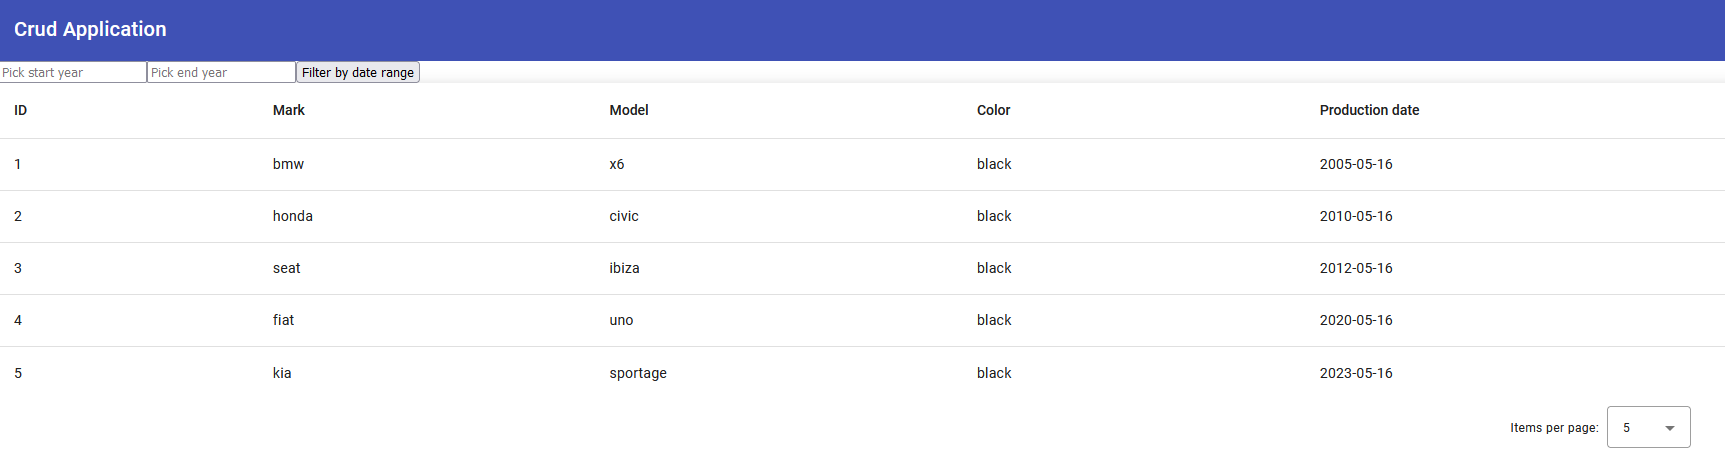 Crud Application
Pick start year Pick end year Filter by date range
ID Mark Model Color Production date
1 bmw x6 black 2005-05-16
2 honda civic black 2010-05-16
3 seat ibiza black 2012-05-16
4 fiat uno black 2020-05-16
5 kia sportage black 2023-05-16
Items per page: 5